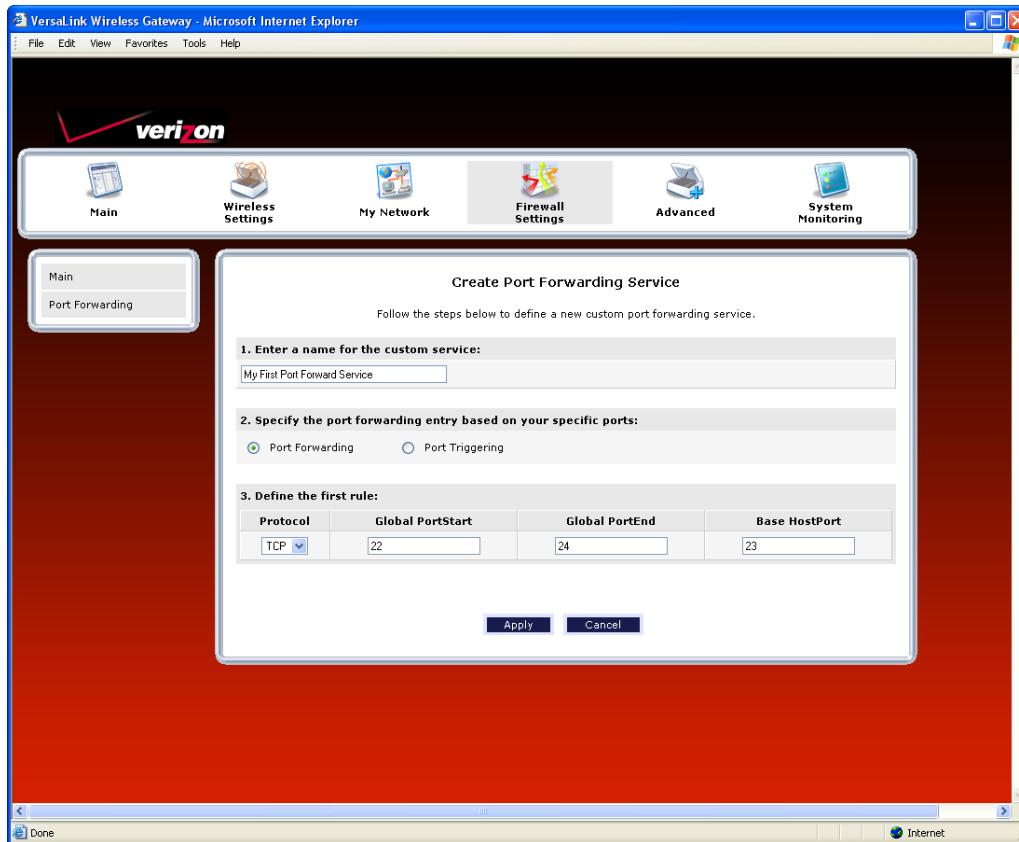 VersaLink Wireless Gateway - Microsoft Internet Explorer
File Edit View Favorites Tools Help
verizon
Main
Wireless Settings
My Network
Firewall Settings
Advanced
System Monitoring
Main
Port Forwarding
Create Port Forwarding Service
Follow the steps below to define a new custom port forwarding service.
1. Enter a name for the custom service:
My First Port Forward Service
2. Specify the port forwarding entry based on your specific ports:
Port Forwarding Port Triggering
3. Define the first rule:
Protocol Global PortStart Global PortEnd Base HostPort
TCP 22 24 23
Apply Cancel
Done Internet